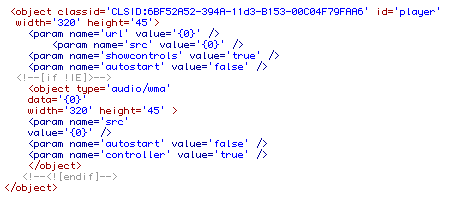 <object classid='CLSID:6BF52A52-394A-11d3-B153-00C04F79FAA6' id='player'
width='320' height='45'>
<param name='url' value='{0}' />
<param name='src' value='{0}' />
<param name='showcontrols' value='true' />
<param name='autostart' value='false' />
<!--[if !IE]>-->
<object type='audio/wma'
data='{0}'
width='320' height='45' >
<param name='src'
value='{0}' />
<param name='autostart' value='false' />
<param name='controller' value='true' />
</object>
<!--<![endif]-->
</object>